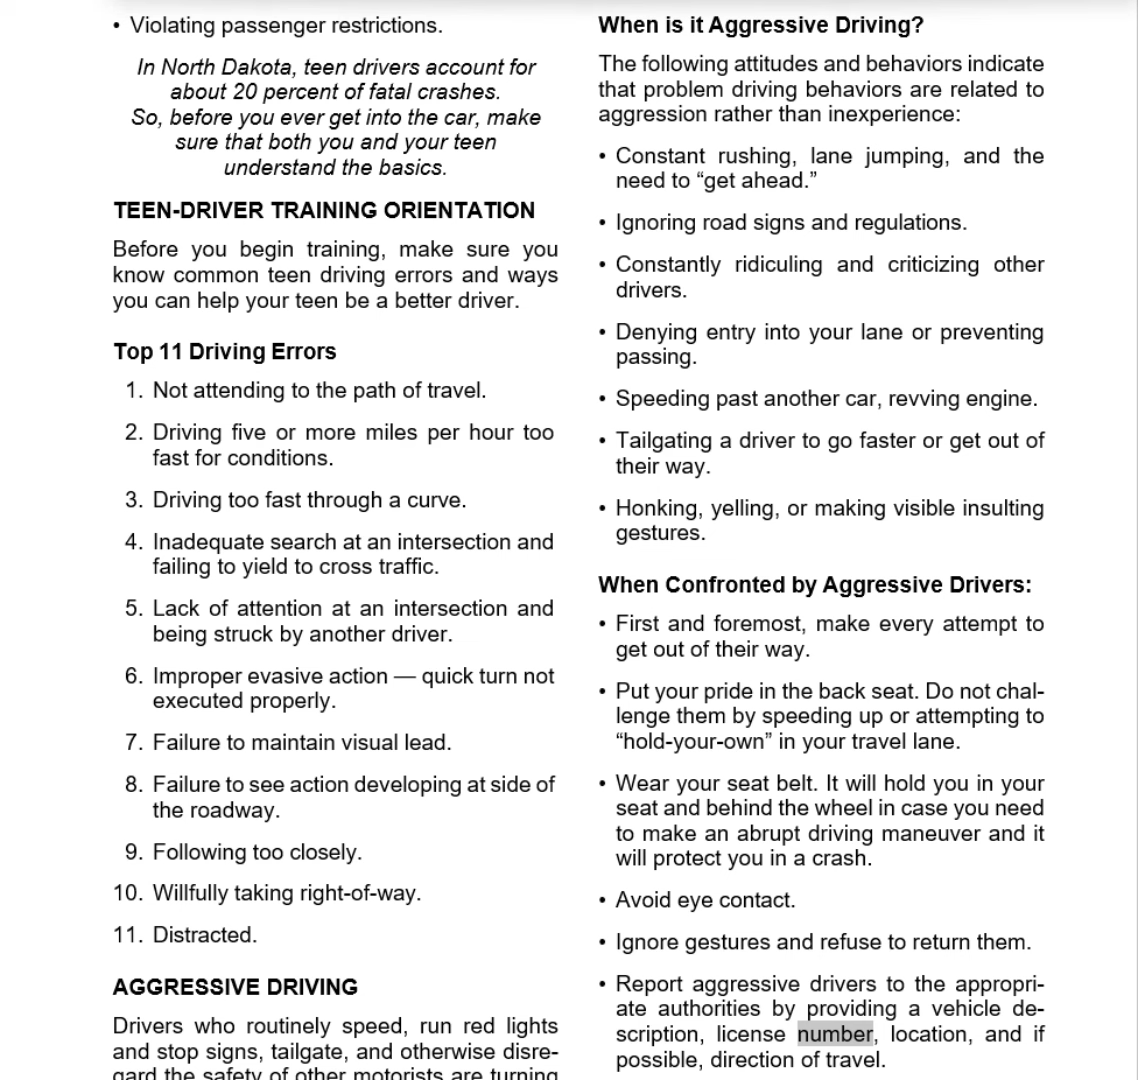 • Violating passenger restrictions.
In North Dakota, teen drivers account for
about 20 percent of fatal crashes.
So, before you ever get into the car, make
sure that both you and your teen
understand the basics.
TEEN-DRIVER TRAINING ORIENTATION
Before you begin training, make sure you
know common teen driving errors and ways
you can help your teen be a better driver.
Top 11 Driving Errors
1. Not attending to the path of travel.
2. Driving five or more miles per hour too
fast for conditions.
3. Driving too fast through a curve.
4. Inadequate search at an intersection and
failing to yield to cross traffic.
5. Lack of attention at an intersection and
being struck by another driver.
6. Improper evasive action — quick turn not
executed properly.
7. Failure to maintain visual lead.
8. Failure to see action developing at side of
the roadway.
9. Following too closely.
10. Willfully taking right-of-way.
11. Distracted.
AGGRESSIVE DRIVING
Drivers who routinely speed, run red lights
and stop signs, tailgate, and otherwise disre-
gard the safety of other motorists are turning
When is it Aggressive Driving?
The following attitudes and behaviors indicate
that problem driving behaviors are related to
aggression rather than inexperience:
• Constant rushing, lane jumping, and the
need to “get ahead.”
• Ignoring road signs and regulations.
• Constantly ridiculing and criticizing other
drivers.
• Denying entry into your lane or preventing
passing.
• Speeding past another car, revving engine.
• Tailgating a driver to go faster or get out of
their way.
• Honking, yelling, or making visible insulting
gestures.
When Confronted by Aggressive Drivers:
• First and foremost, make every attempt to
get out of their way.
• Put your pride in the back seat. Do not chal-
lenge them by speeding up or attempting to
“hold-your-own” in your travel lane.
• Wear your seat belt. It will hold you in your
seat and behind the wheel in case you need
to make an abrupt driving maneuver and it
will protect you in a crash.
• Avoid eye contact.
• Ignore gestures and refuse to return them.
• Report aggressive drivers to the appropri-
ate authorities by providing a vehicle de-
scription, license number, location, and if
possible, direction of travel.